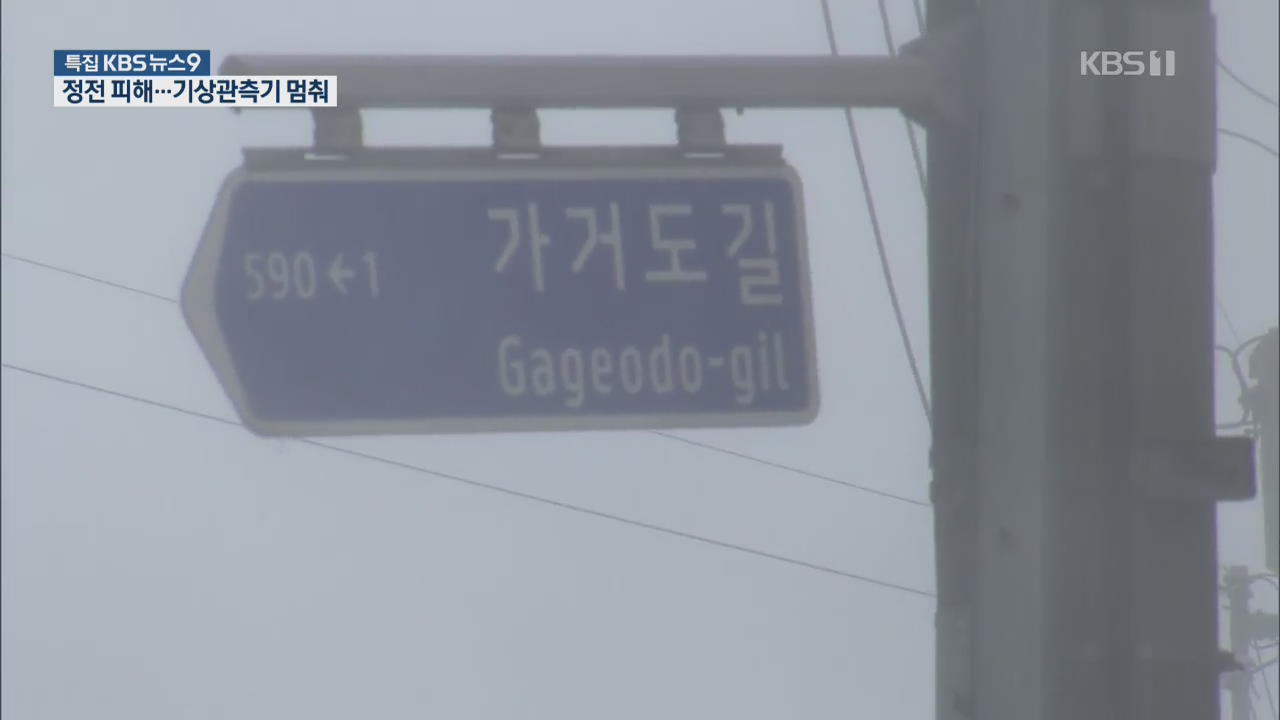 특집 KBS 뉴스9
정전 피해…기상관측기 멈춰
KBS 1
가거도길
590←1
Gageodo-gil